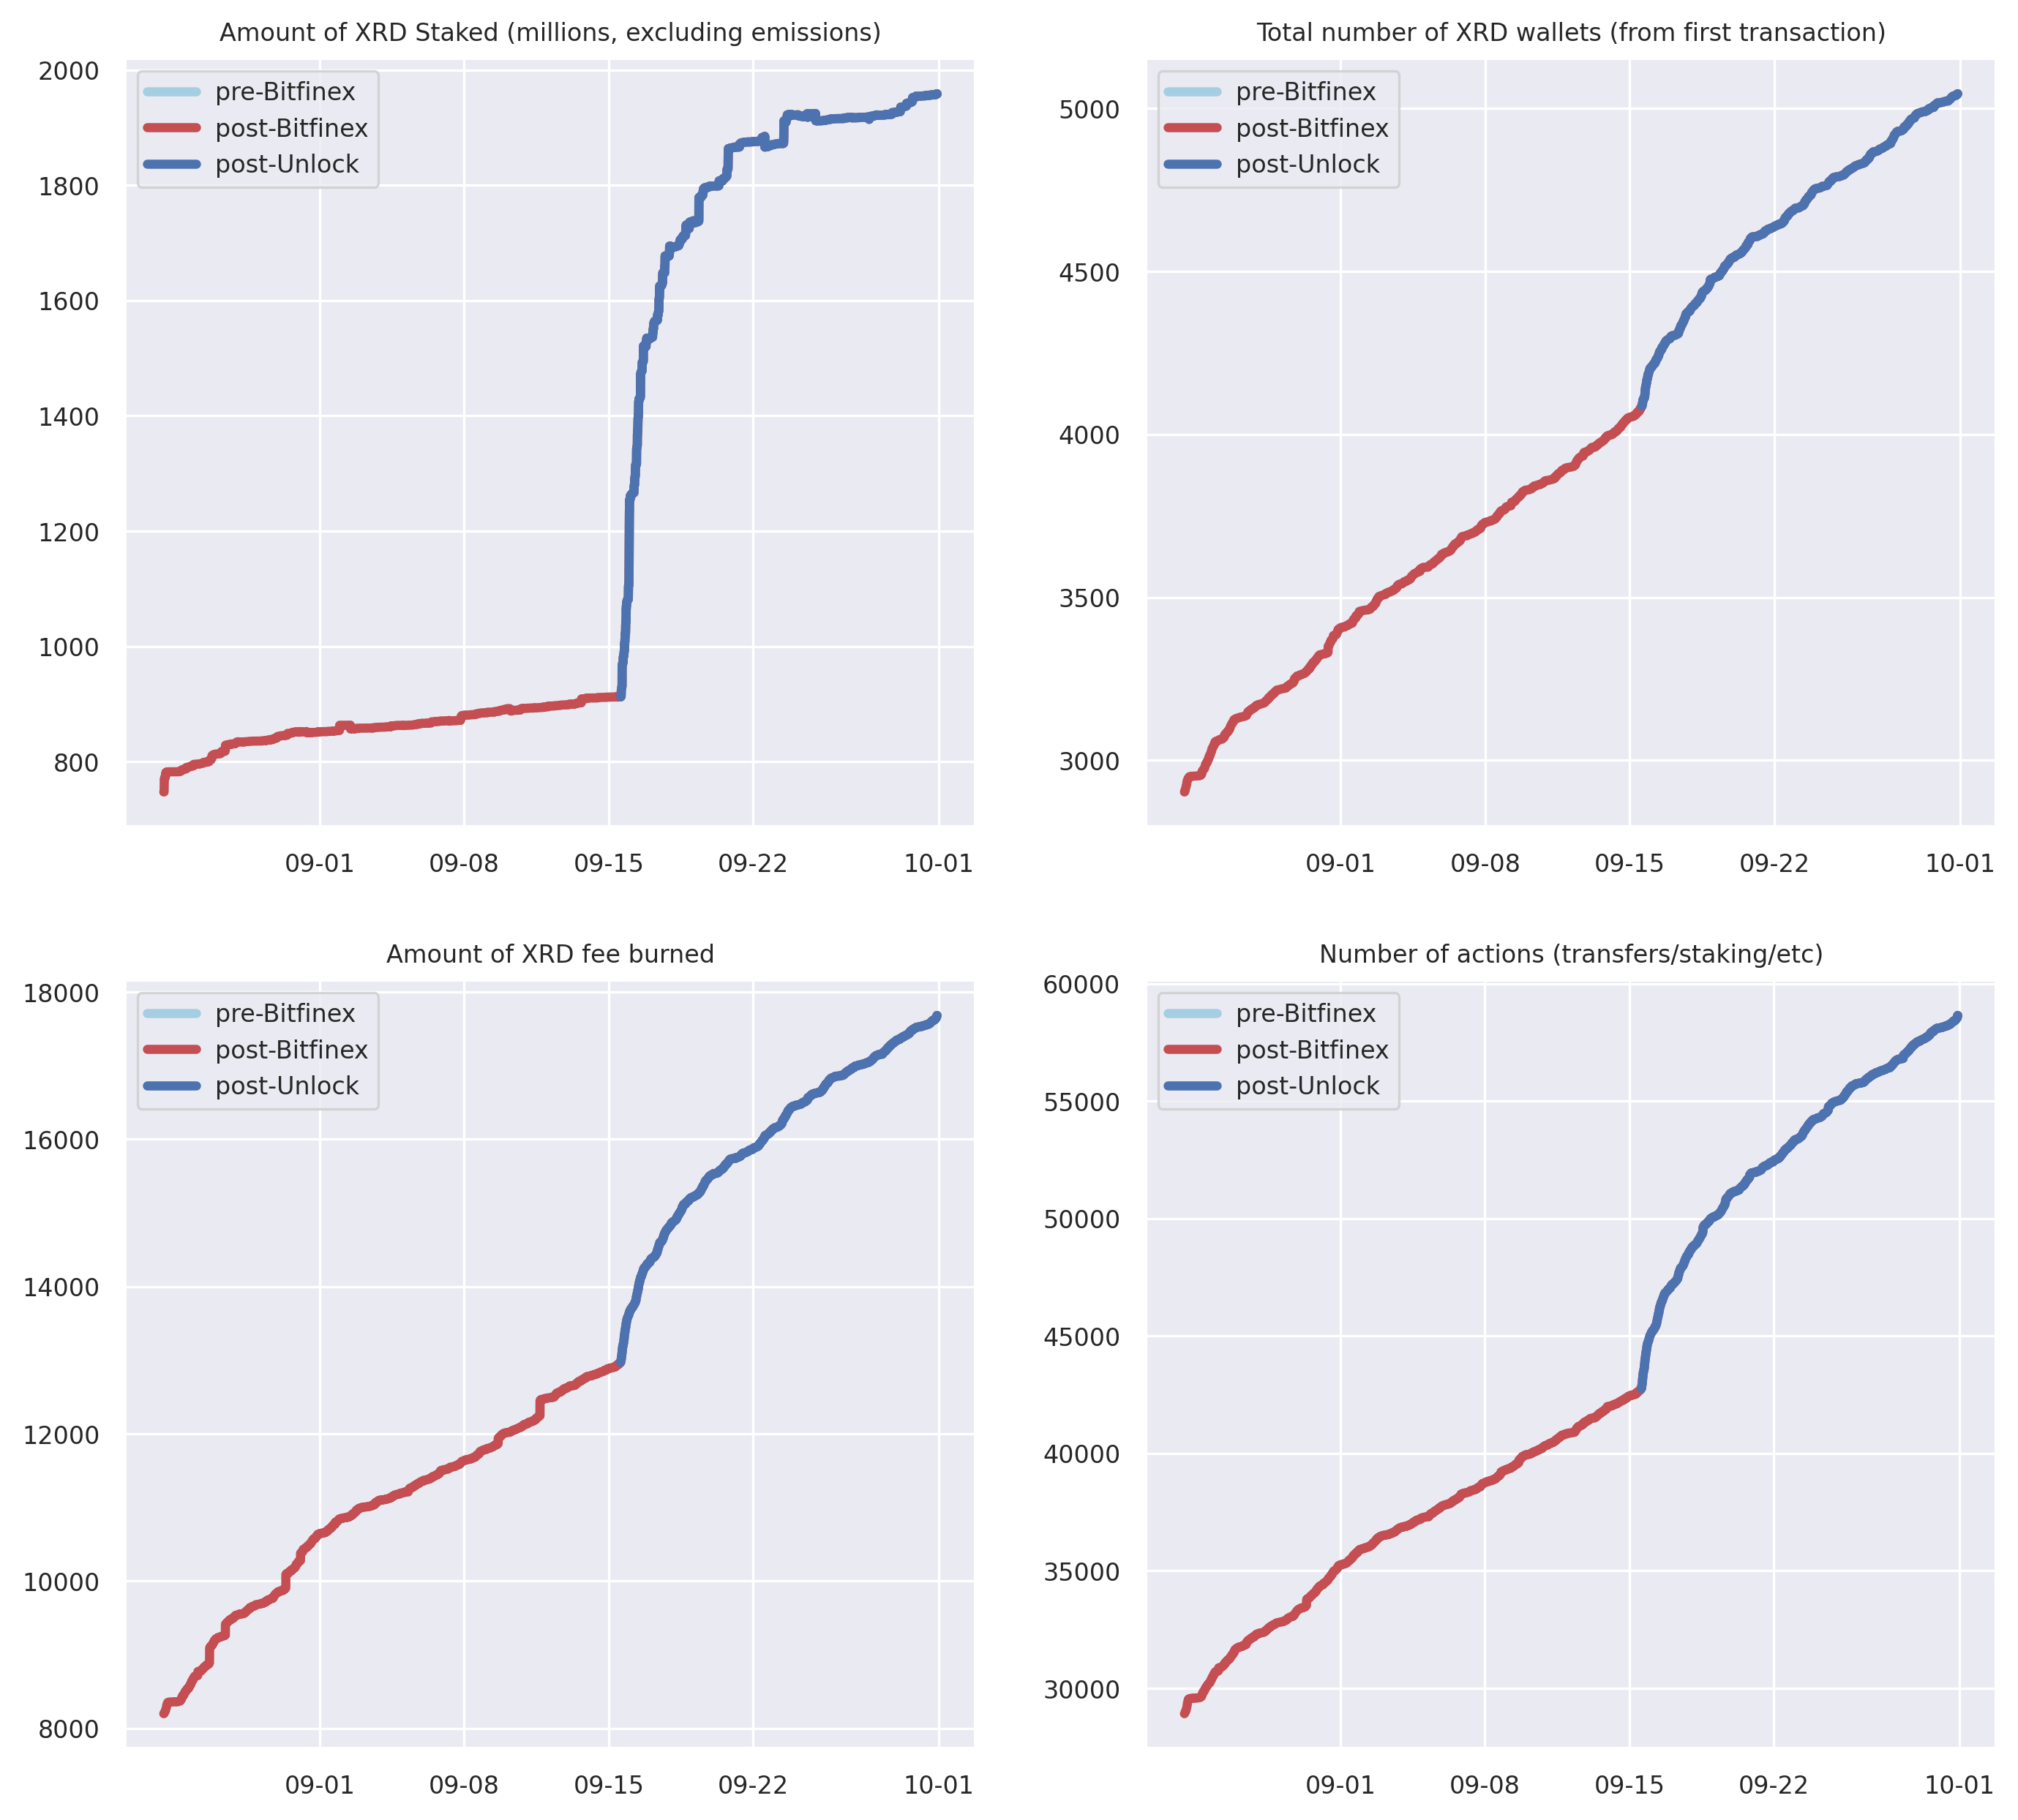 Amount of XRD Staked (millions, excluding emissions)
2000
1800
1600
1400
1200
1000
800
pre-Bitfinex
post-Bitfinex
post-Unlock
09-01 09-08 09-15 09-22 10-01
Total number of XRD wallets (from first transaction)
5000
4500
4000
3500
3000
pre-Bitfinex
post-Bitfinex
post-Unlock
09-01 09-08 09-15 09-22 10-01
Amount of XRD fee burned
18000
16000
14000
12000
10000
8000
pre-Bitfinex
post-Bitfinex
post-Unlock
09-01 09-08 09-15 09-22 10-01
Number of actions (transfers/staking/etc)
60000
55000
50000
45000
40000
35000
30000
pre-Bitfinex
post-Bitfinex
post-Unlock
09-01 09-08 09-15 09-22 10-01